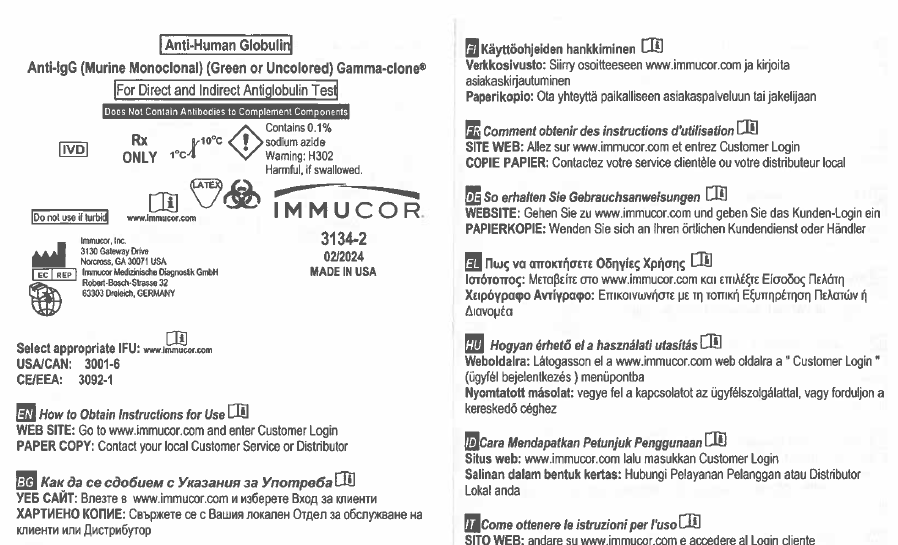 Anti-Human Globulin
Anti-IgG (Murine Monoclonal) (Green or Uncolored) Gamma-clone®
For Direct and Indirect Antiglobulin Test
Does Not Contain Antibodies to Complement Components
IVD
Rx
ONLY
1°C
10°C
Contains 0.1%
sodium azide
Warning: H302
Harmful, if swallowed.
Do not use if turbid
www.immucor.com
LATEX
IMMUCOR
Immucor, Inc.
3130 Gateway Drive
Norcross, GA 30071 USA
EC REP
Immucor Medizinische Diagnostik GmbH
Robert-Bosch-Strasse 32
63303 Dreieich, GERMANY
3134-2
02/2024
MADE IN USA
Select appropriate IFU: www.immucor.com
USA/CAN: 3001-6
CE/EEA: 3092-1
EN How to Obtain Instructions for Use
WEB SITE: Go to www.immucor.com and enter Customer Login
PAPER COPY: Contact your local Customer Service or Distributor
BG Как да се сдобием с Указания за Употреба
УЕБ САЙТ: Влезте в www.immucor.com и изберете Вход за клиенти
ХАРТИЕНО КОПИЕ: Свържете се с Вашия локален Отдел за обслужване на
клиенти или Дистрибутор
FI Käyttöohjeiden hankkiminen
Verkkosivusto: Siirry osoitteeseen www.immucor.com ja kirjoita
asiakaskirjautuminen
Paperikopio: Ota yhteyttä paikalliseen asiakaspalveluun tai jakelijaan
FR Comment obtenir des instructions d'utilisation
SITE WEB: Allez sur www.immucor.com et entrez Customer Login
COPIE PAPIER: Contactez votre service clientèle ou votre distributeur local
DE So erhalten Sie Gebrauchsanweisungen
WEBSITE: Gehen Sie zu www.immucor.com und geben Sie das Kunden-Login ein
PAPIERKOPIE: Wenden Sie sich an Ihren örtlichen Kundendienst oder Händler
EL Πως να αποκτήσετε Οδηγίες Χρήσης
Ιστότοπος: Μεταβείτε στο www.immucor.com και επιλέξτε Είσοδος Πελάτη
Χειρόγραφο Αντίγραφο: Επικοινωνήστε με τη τοπική Εξυπηρέτηση Πελατών ή
Διανομέα
HU Hogyan érhető el a használati utasítás
Weboldalra: Látogasson el a www.immucor.com web oldalra a " Customer Login "
(ügyfél bejelentkezés ) menüpontba
Nyomtatott másolat: vegye fel a kapcsolatot az ügyfélszolgálattal, vagy forduljon a
kereskedő céghez
ID Cara Mendapatkan Petunjuk Penggunaan
Situs web: www.immucor.com lalu masukkan Customer Login
Salinan dalam bentuk kertas: Hubungi Pelayanan Pelanggan atau Distributor
Lokal anda
IT Come ottenere le istruzioni per l'uso
SITO WEB: andare su www.immucor.com e accedere al Login cliente